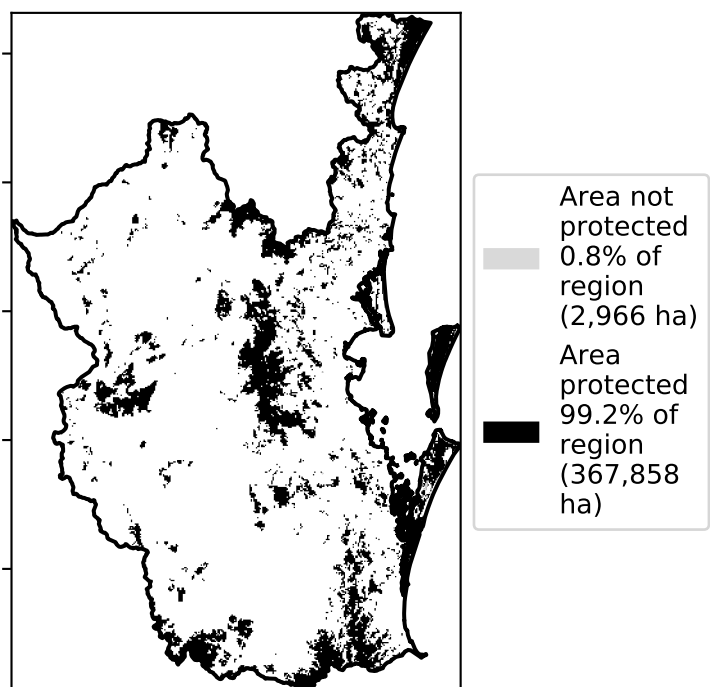 Area not
protected
0.8% of
region
(2,966 ha)
Area
protected
99.2% of
region
(367,858
ha)